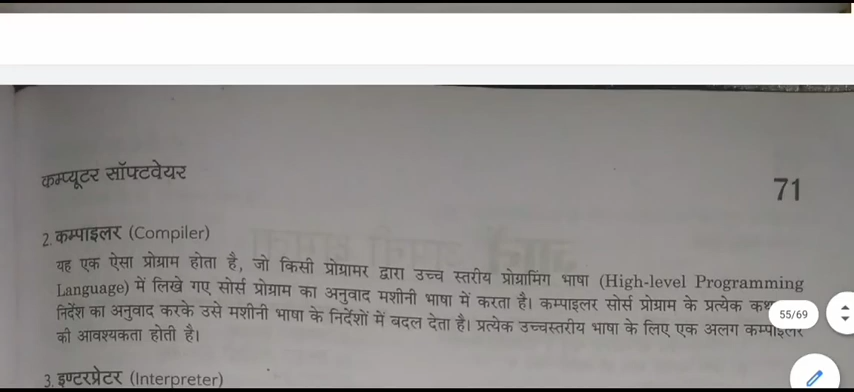 कम्प्यूटर सॉफ्टवेयर
71
2. कम्पाइलर (Compiler)
यह एक ऐसा प्रोग्राम होता है, जो किसी प्रोग्रामर द्वारा उच्च स्तरीय प्रोग्रामिंग भाषा (High-level Programming
Language) में लिखे गए सोर्स प्रोग्राम का अनुवाद मशीनी भाषा में करता है। कम्पाइलर सोर्स प्रोग्राम के प्रत्येक
निर्देश का अनुवाद करके उसे मशीनी भाषा के निर्देशों में बदल देता है। प्रत्येक उच्चस्तरीय भाषा के लिए एक अलग कम्पाइलर
की आवश्यकता होती है।
55/69
3. इण्टरप्रेटर (Interpreter)